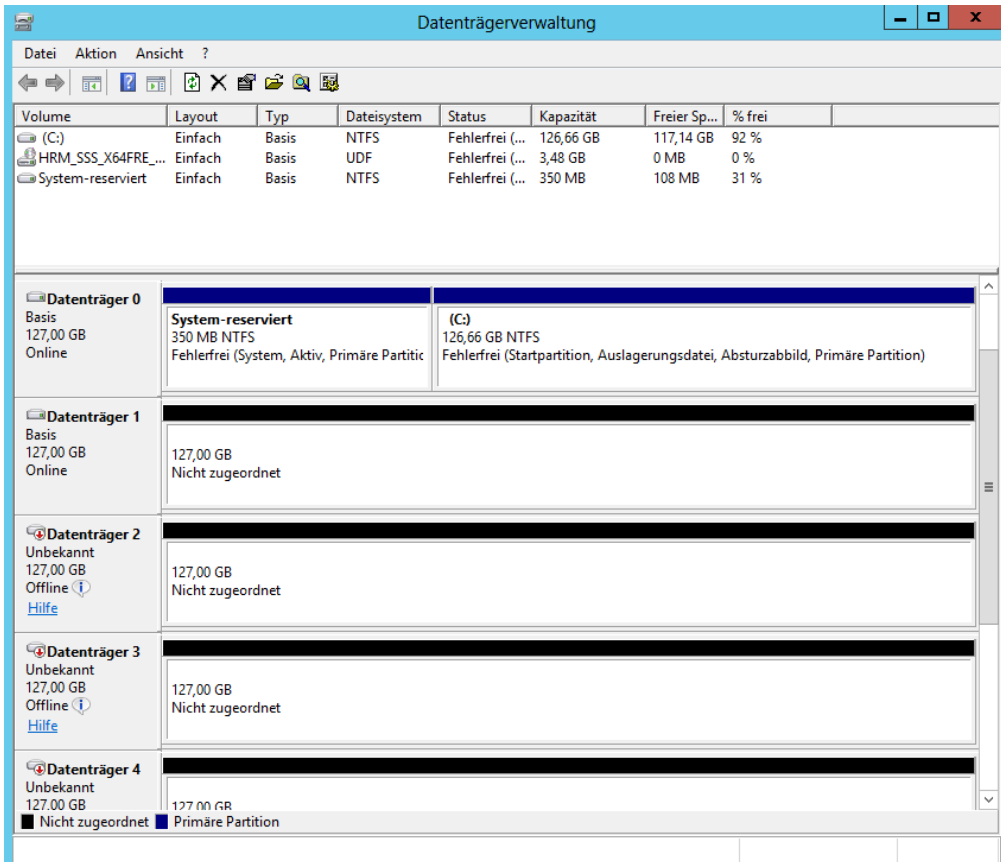 Datenträgerverwaltung
Datei Aktion Ansicht ?
Volume Layout Typ Dateisystem Status Kapazität Freier Sp... % frei
(C:) Einfach Basis NTFS Fehlerfrei (... 126,66 GB 117,14 GB 92 %
HRM_SSS_X64FRE_... Einfach Basis UDF Fehlerfrei (... 3,48 GB 0 MB 0 %
System-reserviert Einfach Basis NTFS Fehlerfrei (... 350 MB 108 MB 31 %
Datenträger 0
Basis
127,00 GB
Online
System-reserviert
350 MB NTFS
Fehlerfrei (System, Aktiv, Primäre Partitic
(C:)
126,66 GB NTFS
Fehlerfrei (Startpartition, Auslagerungsdatei, Absturzabbild, Primäre Partition)
Datenträger 1
Basis
127,00 GB
Online
127,00 GB
Nicht zugeordnet
Datenträger 2
Unbekannt
127,00 GB
Offline
Hilfe
127,00 GB
Nicht zugeordnet
Datenträger 3
Unbekannt
127,00 GB
Offline
Hilfe
127,00 GB
Nicht zugeordnet
Datenträger 4
Unbekannt
127,00 GB
127,00 GB
Nicht zugeordnet Primäre Partition